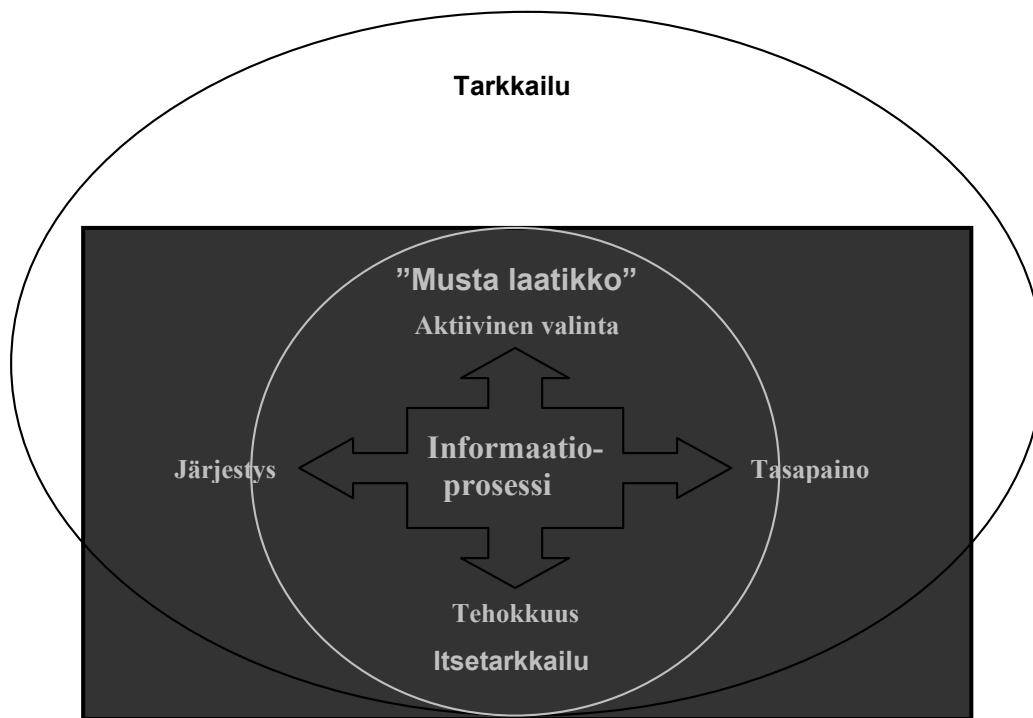 Tarkkailu
”Musta laatikko”
Aktiivinen valinta
Informaatio-
prosessi
Järjestys
Tasapaino
Tehokkuus
Itsetarkkailu